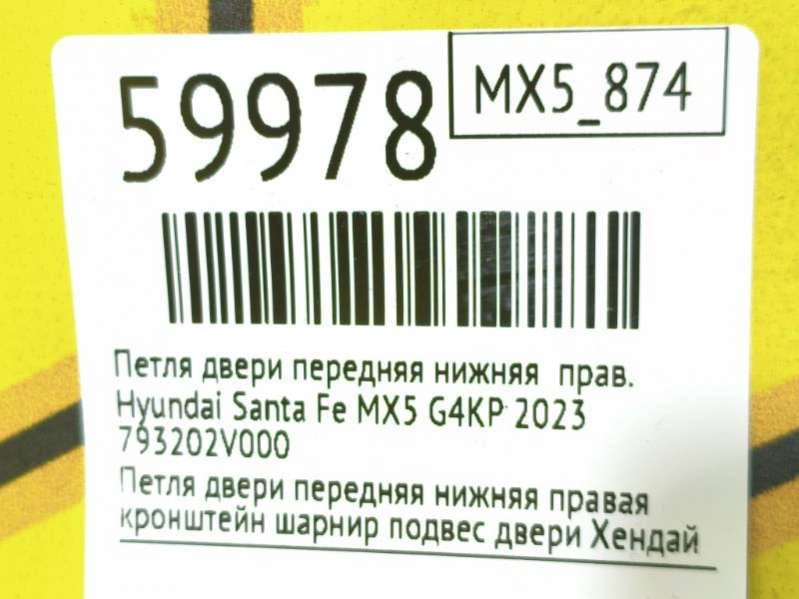 59978
MX5_874
Петля двери передняя нижняя прав.
Hyundai Santa Fe MX5 G4KP 2023
793202V000
Петля двери передняя нижняя правая
кронштейн шарнир подвес двери Хендай